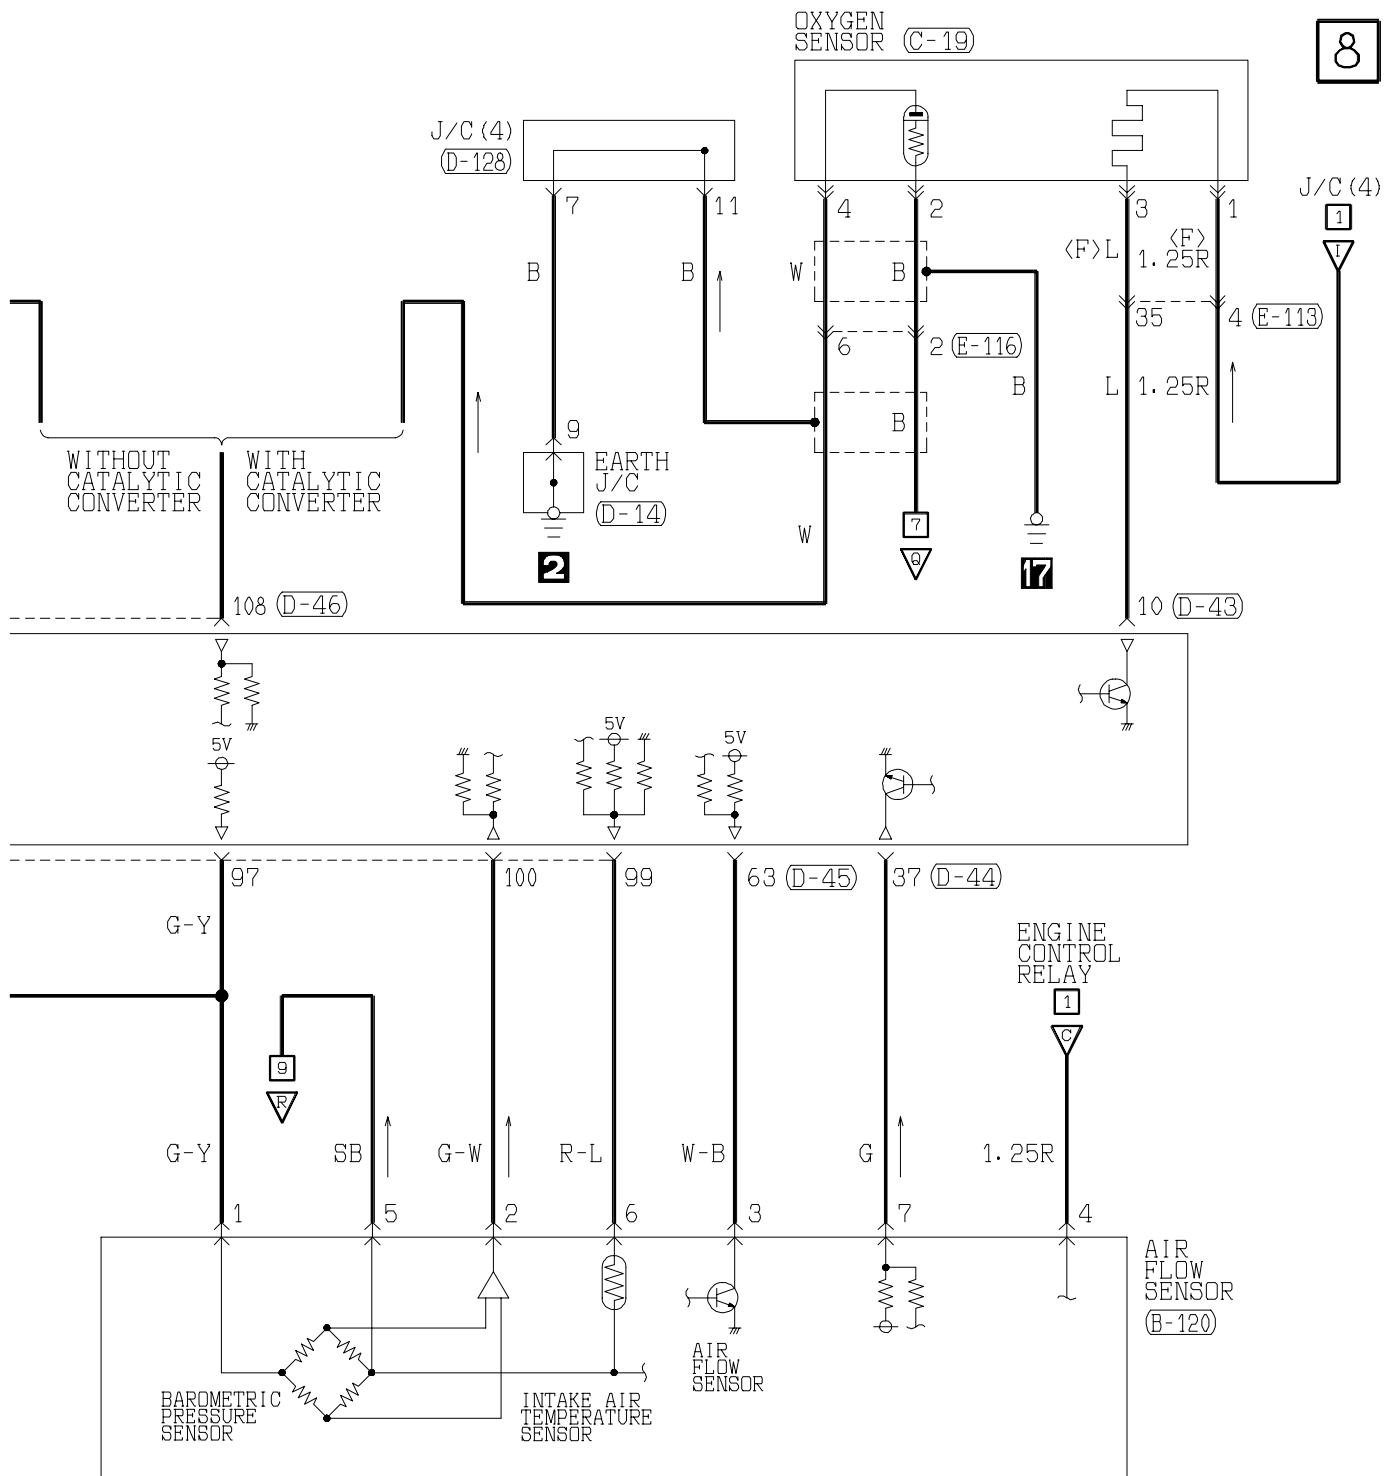 OXYGEN
SENSOR (C-19)
8
J/C (4)
(D-128)
J/C (4)
1
I
7
11
4
2
3
1
B
B
W
B
<F>L
<F>
1.25R
6
2 (E-116)
35
4 (E-113)
B
B
L
1.25R
9
EARTH
J/C
(D-14)
2
WITHOUT
CATALYTIC
CONVERTER
WITH
CATALYTIC
CONVERTER
W
7
Q
17
108 (D-46)
10 (D-43)
5V
5V
5V
97
100
99
63 (D-45)
37 (D-44)
G-Y
ENGINE
CONTROL
RELAY
1
C
9
R
G-Y
SB
G-W
R-L
W-B
G
1.25R
1
5
2
6
3
7
4
AIR
FLOW
SENSOR
(B-120)
AIR
FLOW
SENSOR
BAROMETRIC
PRESSURE
SENSOR
INTAKE AIR
TEMPERATURE
SENSOR